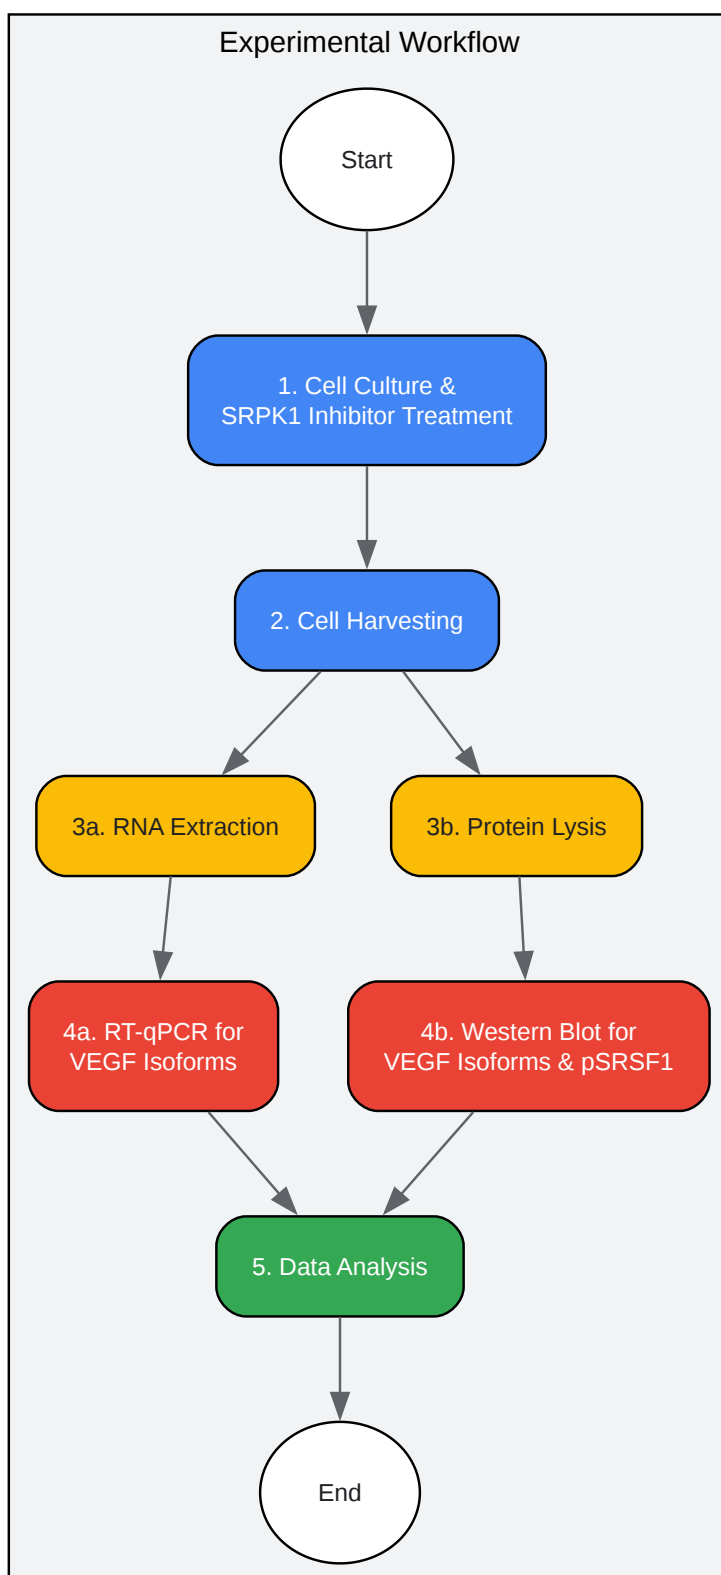 Experimental Workflow
Start
1. Cell Culture &
SRPK1 Inhibitor Treatment
2. Cell Harvesting
3a. RNA Extraction
3b. Protein Lysis
4a. RT-qPCR for
VEGF Isoforms
4b. Western Blot for
VEGF Isoforms & pSRSF1
5. Data Analysis
End